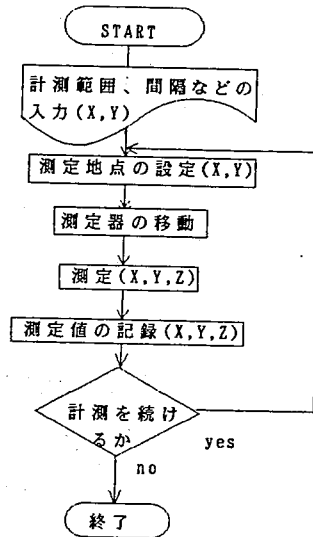 START
計測範囲、間隔などの
入力(X,Y)
測定地点の設定(X,Y)
測定器の移動
測定(X,Y,Z)
測定値の記録(X,Y,Z)
計測を続け
るか
yes
no
終了